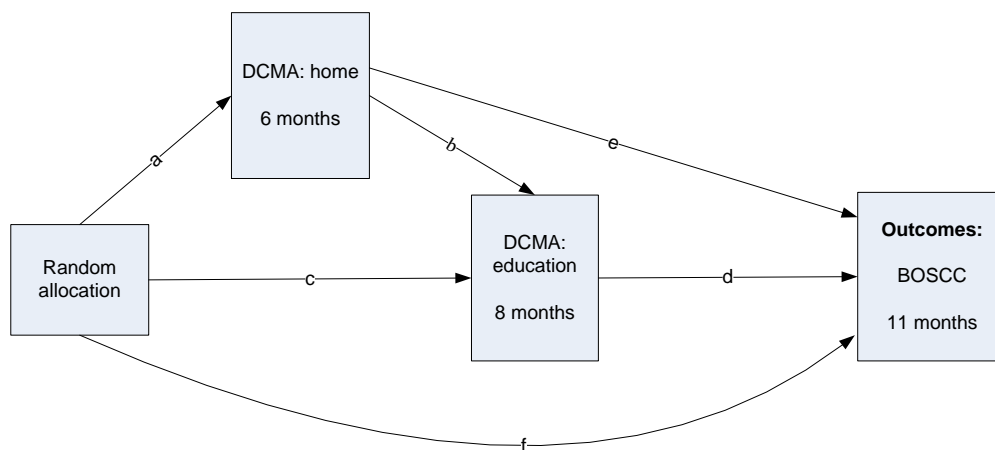 DCMA: home
6 months
a
b
e
Random
allocation
c
DCMA:
education
8 months
d
Outcomes:
BOSCC
11 months
f